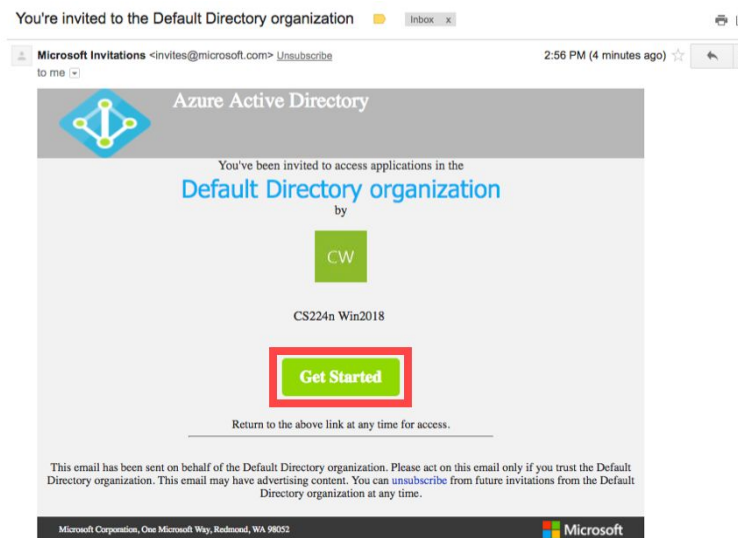 You're invited to the Default Directory organization
Inbox x
Microsoft Invitations <invites@microsoft.com> Unsubscribe
2:56 PM (4 minutes ago)
to me
Azure Active Directory
You've been invited to access applications in the
Default Directory organization
by
CW
CS224n Win2018
Get Started
Return to the above link at any time for access.
This email has been sent on behalf of the Default Directory organization. Please act on this email only if you trust the Default
Directory organization. This email may have advertising content. You can unsubscribe from future invitations from the Default
Directory organization at any time.
Microsoft Corporation, One Microsoft Way, Redmond, WA 98052
Microsoft